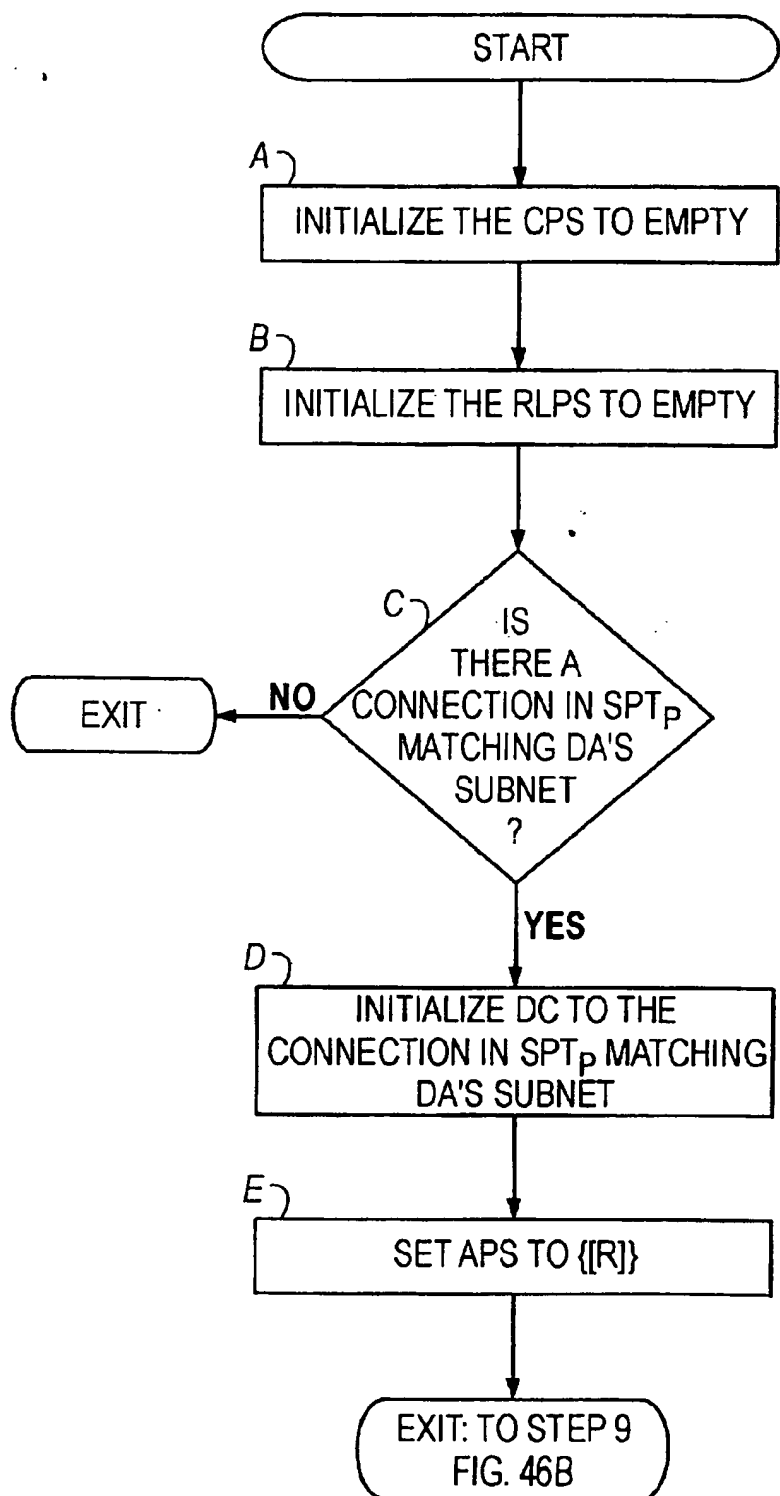 START
A
INITIALIZE THE CPS TO EMPTY
B
INITIALIZE THE RLPS TO EMPTY
C
IS
THERE A
CONNECTION IN SPTP
MATCHING DA'S
SUBNET
?
NO
EXIT
YES
D
INITIALIZE DC TO THE
CONNECTION IN SPTP MATCHING
DA'S SUBNET
E
SET APS TO {[R]}
EXIT: TO STEP 9
FIG. 46B